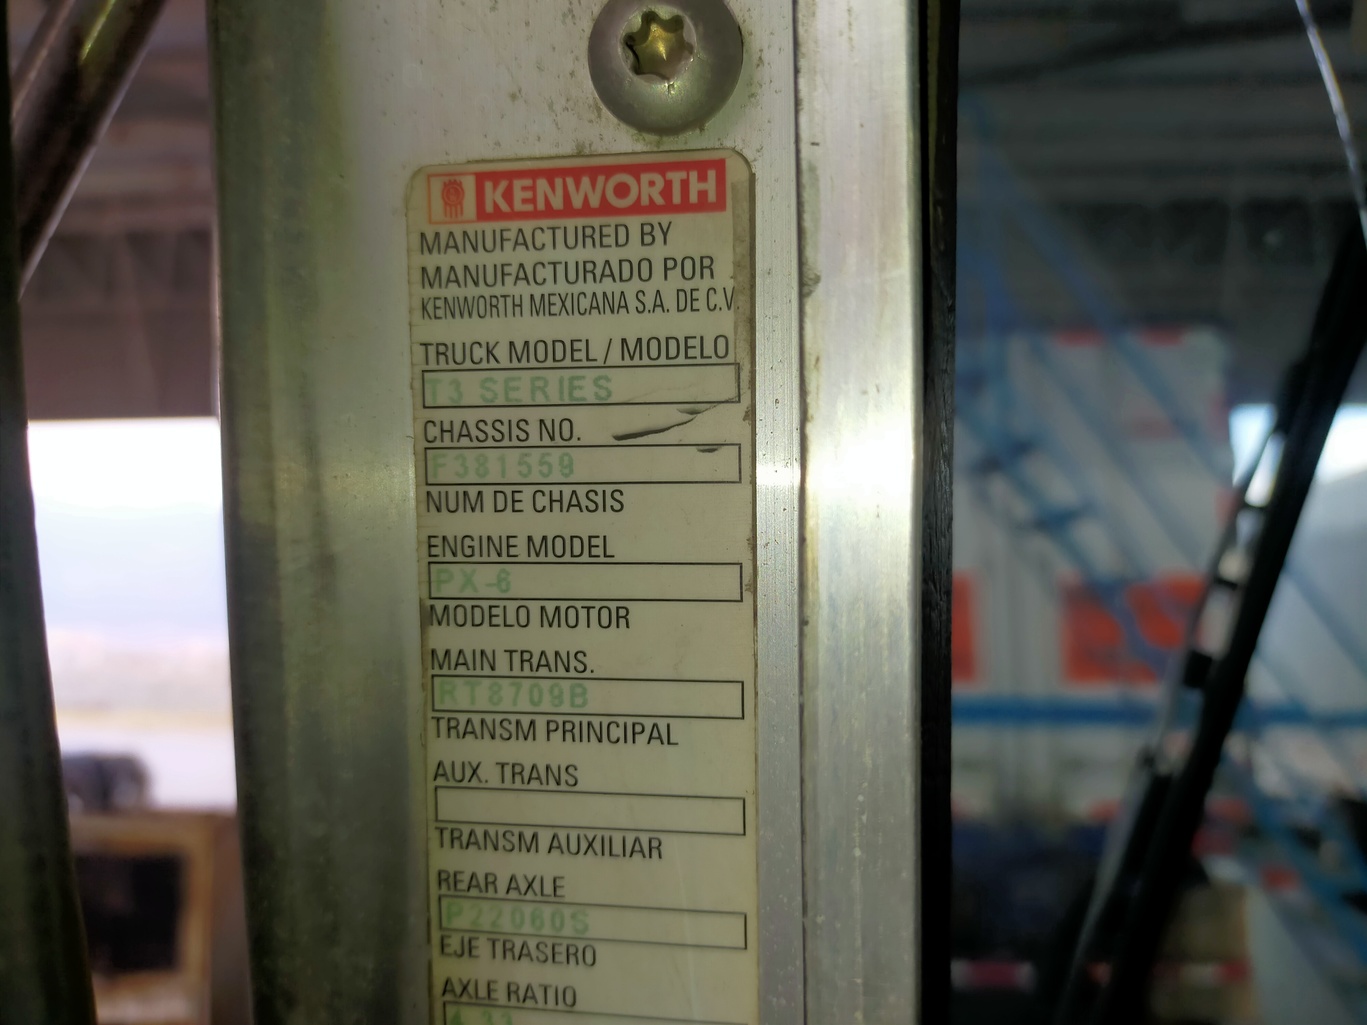 KENWORTH
MANUFACTURED BY
MANUFACTURADO POR
KENWORTH MEXICANA S.A. DE C.V.
TRUCK MODEL / MODELO
T3 SERIES
CHASSIS NO.
F381559
NUM DE CHASIS
ENGINE MODEL
PX-6
MODELO MOTOR
MAIN TRANS.
RT8709B
TRANSM PRINCIPAL
AUX. TRANS
TRANSM AUXILIAR
REAR AXLE
P22060S
EJE TRASERO
AXLE RATIO
4.33